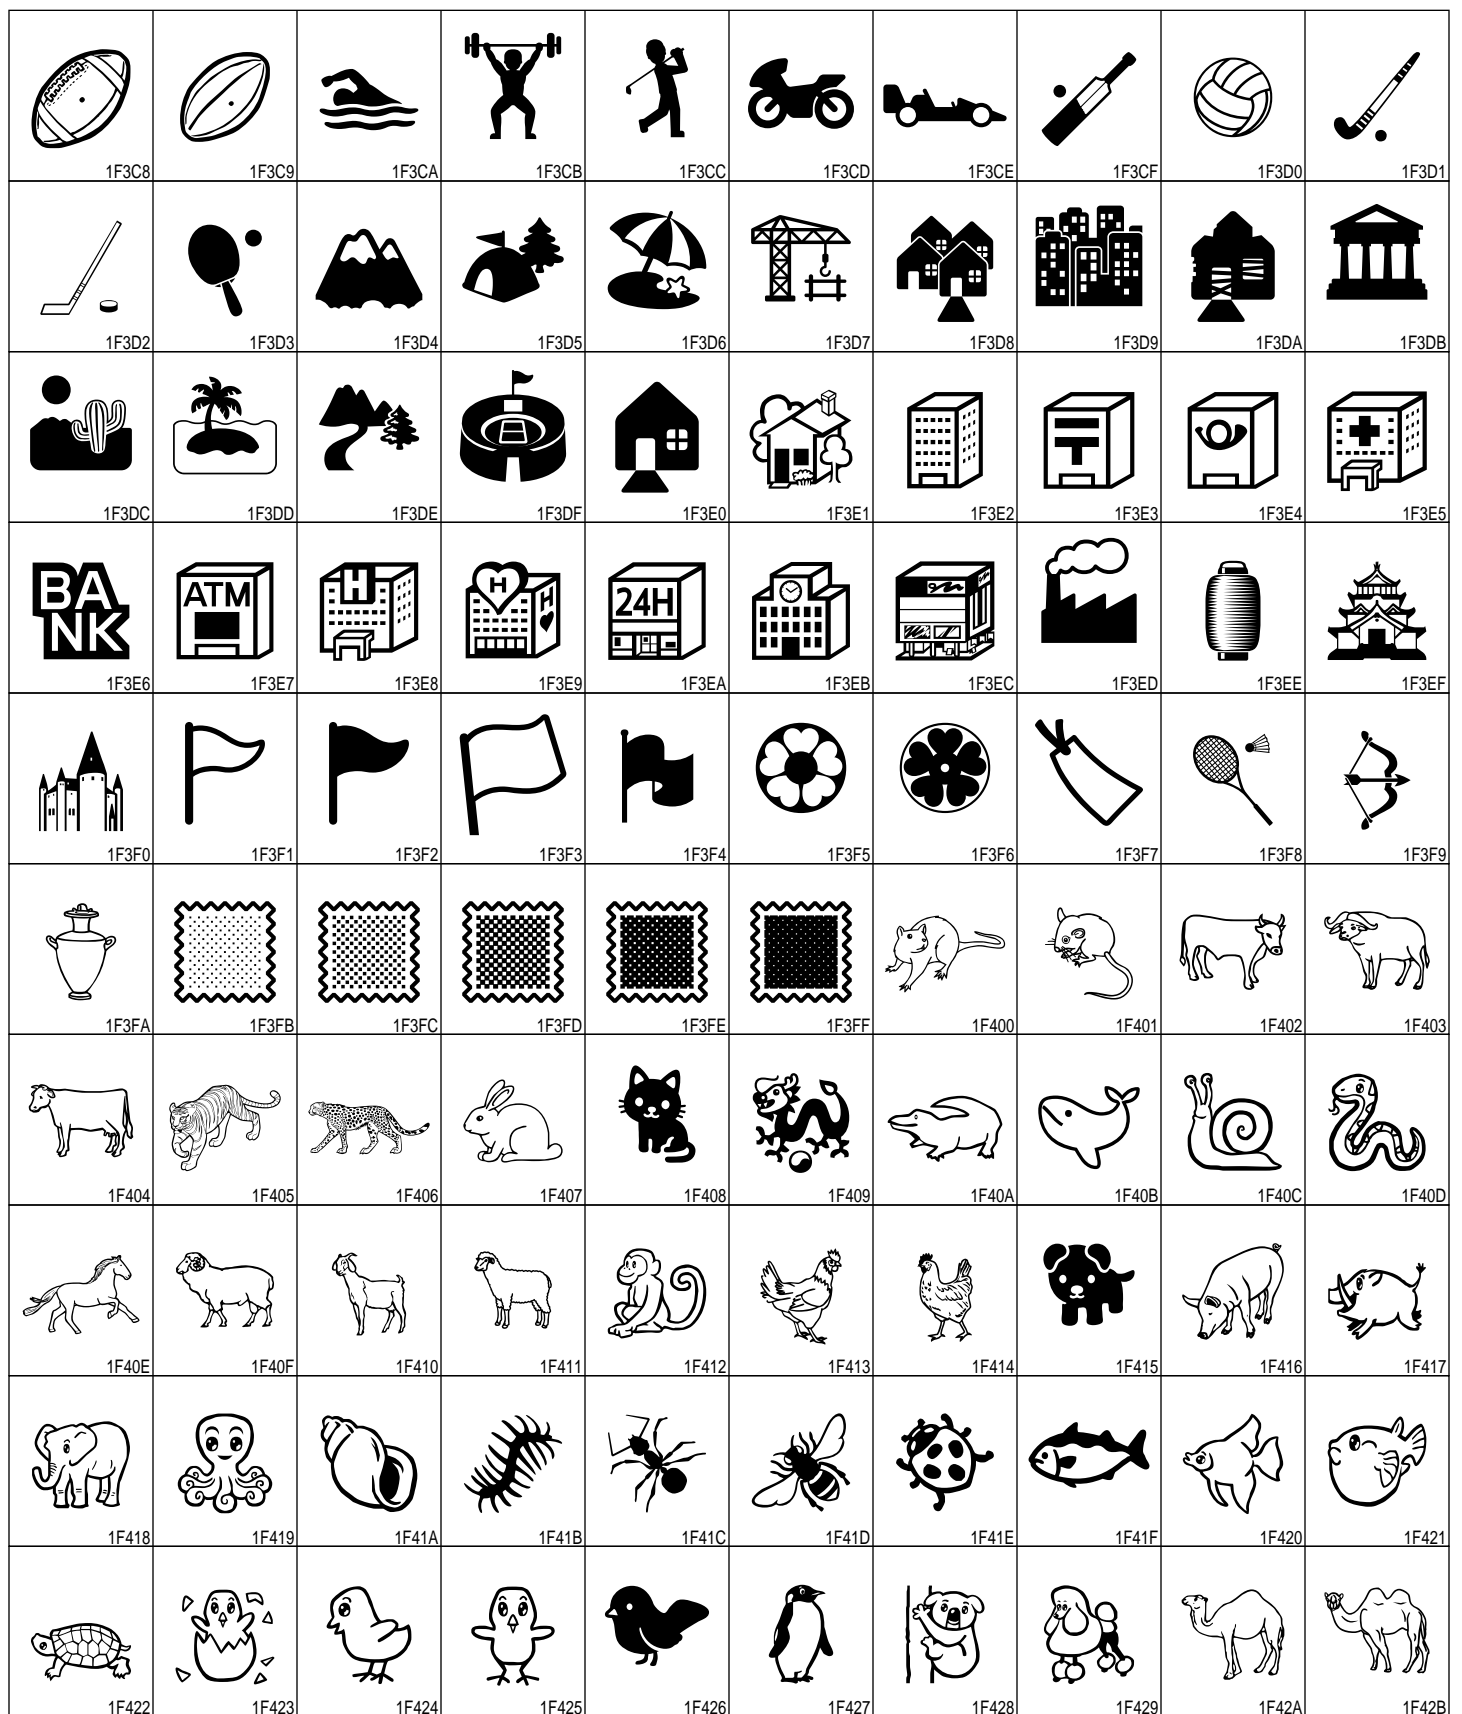 1F3C8 1F3C9 1F3CA 1F3CB 1F3CC 1F3CD 1F3CE 1F3CF 1F3D0 1F3D1
1F3D2 1F3D3 1F3D4 1F3D5 1F3D6 1F3D7 1F3D8 1F3D9 1F3DA 1F3DB
1F3DC 1F3DD 1F3DE 1F3DF 1F3E0 1F3E1 1F3E2 1F3E3 1F3E4 1F3E5
BA
NK
ATM
H
H
H
24H
1F3E6 1F3E7 1F3E8 1F3E9 1F3EA 1F3EB 1F3EC 1F3ED 1F3EE 1F3EF
1F3F0 1F3F1 1F3F2 1F3F3 1F3F4 1F3F5 1F3F6 1F3F7 1F3F8 1F3F9
1F3FA 1F3FB 1F3FC 1F3FD 1F3FE 1F3FF 1F400 1F401 1F402 1F403
1F404 1F405 1F406 1F407 1F408 1F409 1F40A 1F40B 1F40C 1F40D
1F40E 1F40F 1F410 1F411 1F412 1F413 1F414 1F415 1F416 1F417
1F418 1F419 1F41A 1F41B 1F41C 1F41D 1F41E 1F41F 1F420 1F421
1F422 1F423 1F424 1F425 1F426 1F427 1F428 1F429 1F42A 1F42B